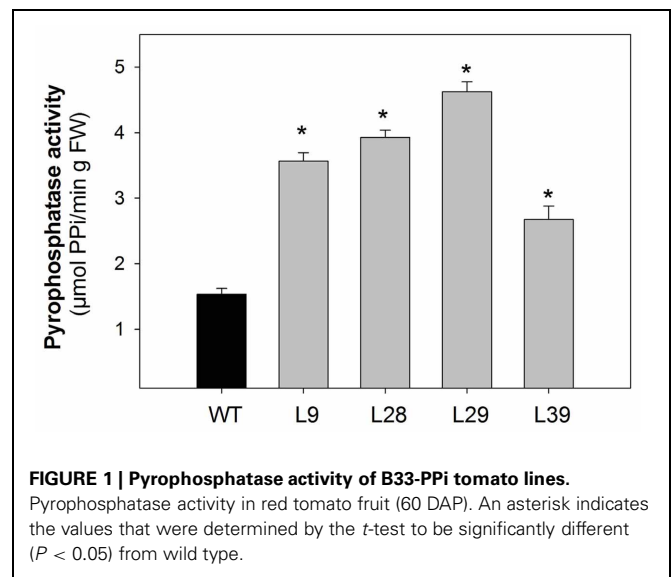 Pyrophosphatase activity
(µmol PPi/min g FW)
5
4
3
2
1
*
*
*
*
WT L9 L28 L29 L39
FIGURE 1 | Pyrophosphatase activity of B33-PPi tomato lines.
Pyrophosphatase activity in red tomato fruit (60 DAP). An asterisk indicates
the values that were determined by the t-test to be significantly different
(P < 0.05) from wild type.